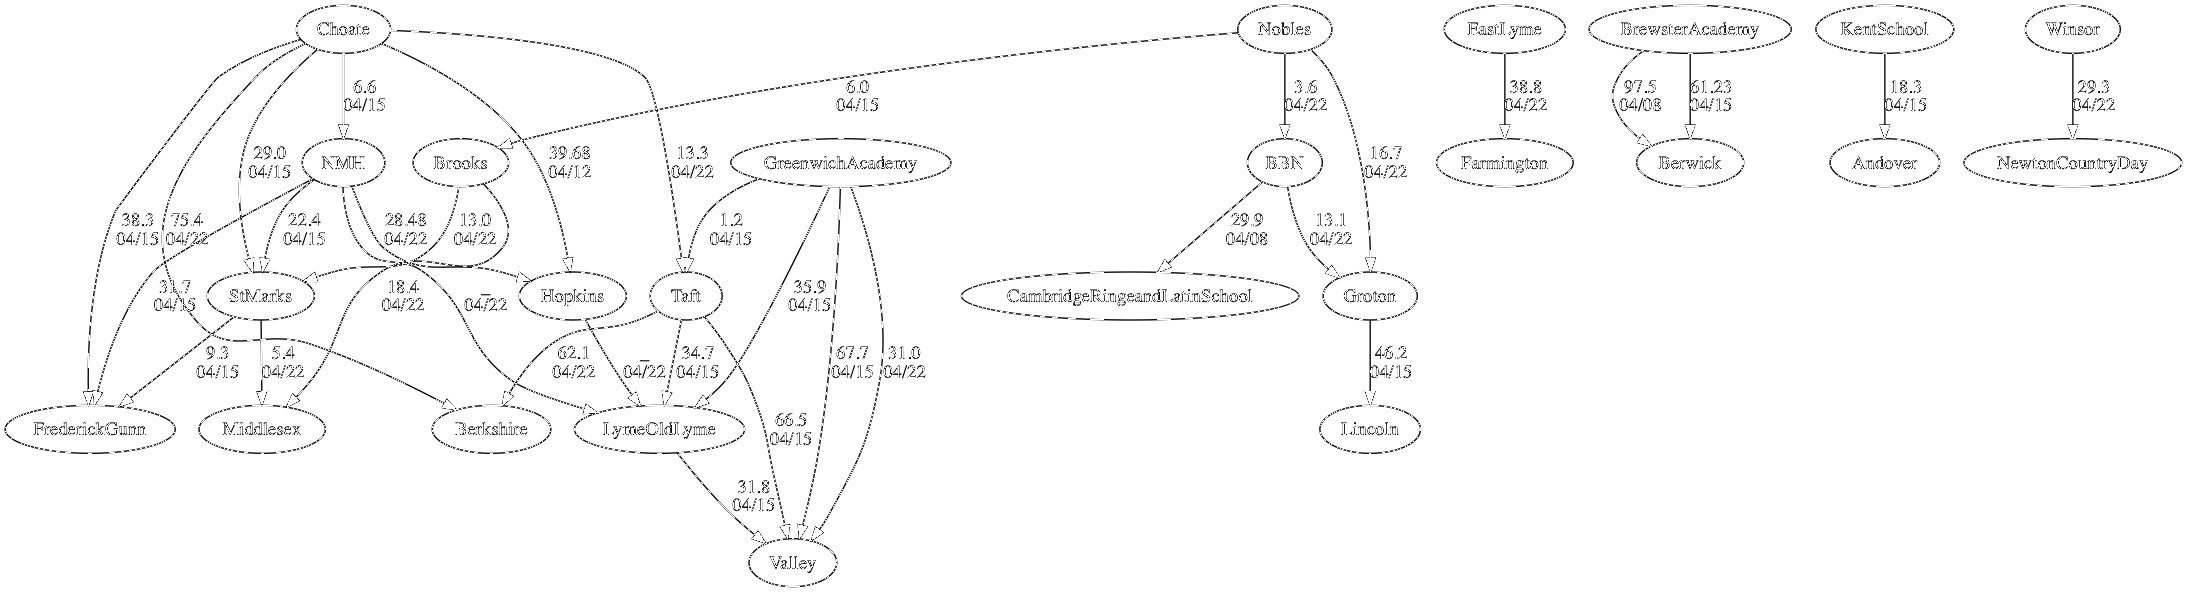 Choate
Nobles
EastLyme
BrewsterAcademy
KentSchool
Winsor
6.6
04/15
6.0
04/15
3.6
04/22
38.8
04/22
97.5
04/08
61.23
04/15
18.3
04/15
29.3
04/22
NMH
Brooks
GreenwichAcademy
BBN
Farmington
Berwick
Andover
NewtonCountryDay
29.0
04/15
39.68
04/12
13.3
04/22
16.7
04/22
38.3
04/15
75.4
04/22
22.4
04/15
28.48
04/22
13.0
04/22
1.2
04/15
29.9
04/08
13.1
04/22
StMarks
Hopkins
Taft
CambridgeRingeandLatinSchool
Groton
31.7
04/15
18.4
04/22
_
04/22
35.9
04/15
9.3
04/15
5.4
04/22
62.1
04/22
_
04/22
34.7
04/15
67.7
04/15
31.0
04/22
46.2
04/15
FrederickGunn
Middlesex
Berkshire
LymeOldLyme
Lincoln
66.5
04/15
31.8
04/15
Valley